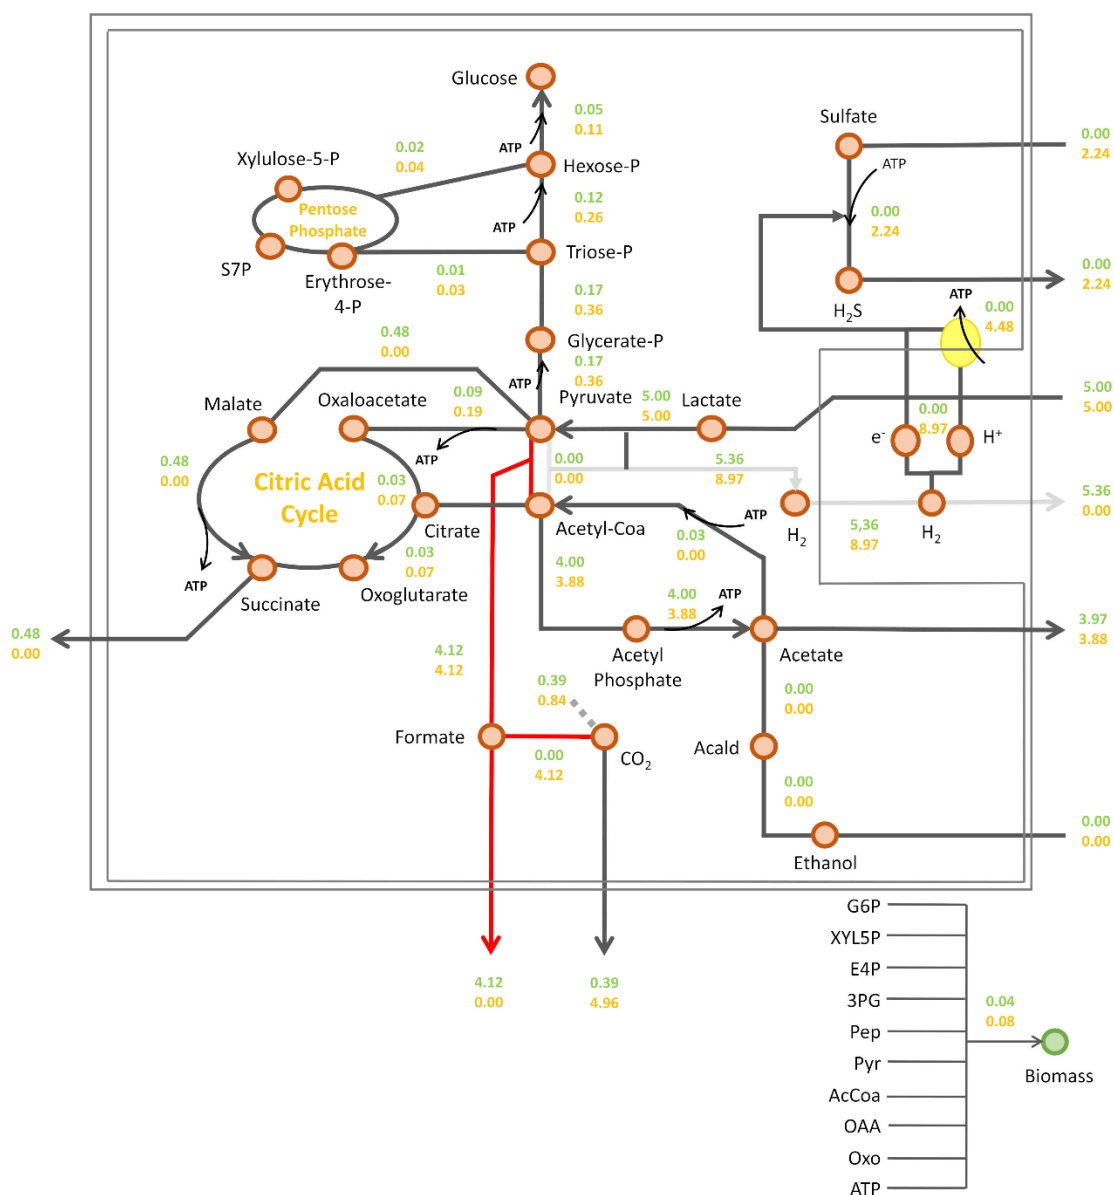 Glucose
0.05
0.11
ATP
Sulfate
0.00
2.24
0.02
0.04
Xylulose-5-P
Hexose-P
ATP
Pentose
Phosphate
0.12
0.26
ATP
0.00
2.24
S7P
Erythrose-
4-P
0.01
0.03
Triose-P
0.00
2.24
H2S
ATP
0.00
4.48
0.17
0.36
0.48
0.00
Glycerate-P
0.17
0.36
ATP
Malate
Oxaloacetate
0.09
0.19
Pyruvate
5.00
5.00
Lactate
5.00
5.00
ATP
0.00
8.97
e-
H+
0.48
0.00
Citric Acid
Cycle
0.03
0.07
0.00
0.00
5.36
8.97
5.36
0.00
Citrate
Acetyl-Coa
ATP
H2
H2
5,36
8.97
0.03
0.00
0.03
0.07
ATP
Succinate
Oxoglutarate
4.00
3.88
4.00
3.88
ATP
0.48
0.00
3.97
3.88
Acetyl
Phosphate
Acetate
4.12
4.12
0.39
0.84
0.00
0.00
Formate
0.00
4.12
CO2
Acald
0.00
0.00
0.00
0.00
Ethanol
4.12
0.00
0.39
4.96
G6P
XYL5P
E4P
3PG
Pep
Pyr
AcCoa
OAA
Oxo
ATP
0.04
0.08
Biomass